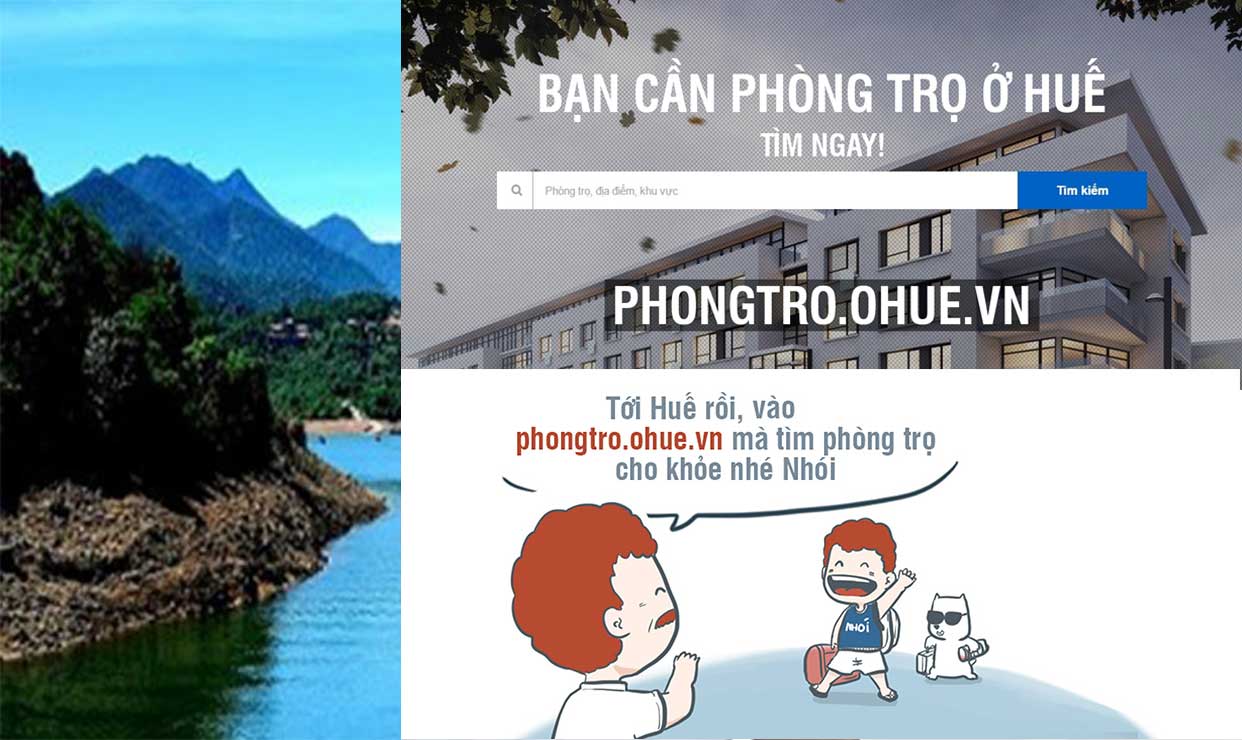 BẠN CẦN PHÒNG TRỌ Ở HUẾ
TÌM NGAY!
Phòng trọ, địa điểm, khu vực
Tìm kiếm
PHONGTRO.OHUE.VN
Tới Huế rồi, vào
phongtro.ohue.vn mà tìm phòng trọ
cho khỏe nhé Nhói
NHÓI